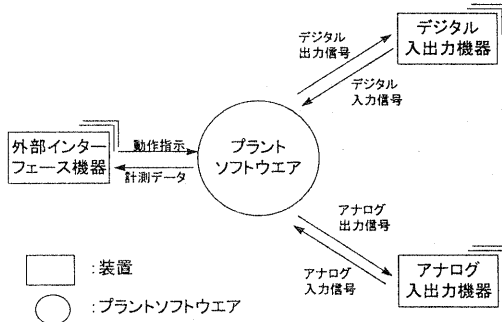 デジタル
入出力機器
デジタル
出力信号
デジタル
入力信号
プラント
ソフトウエア
外部インター
フェース機器
動作指示
計測データ
アナログ
出力信号
アナログ
入力信号
アナログ
入出力機器
:装置
:プラントソフトウエア